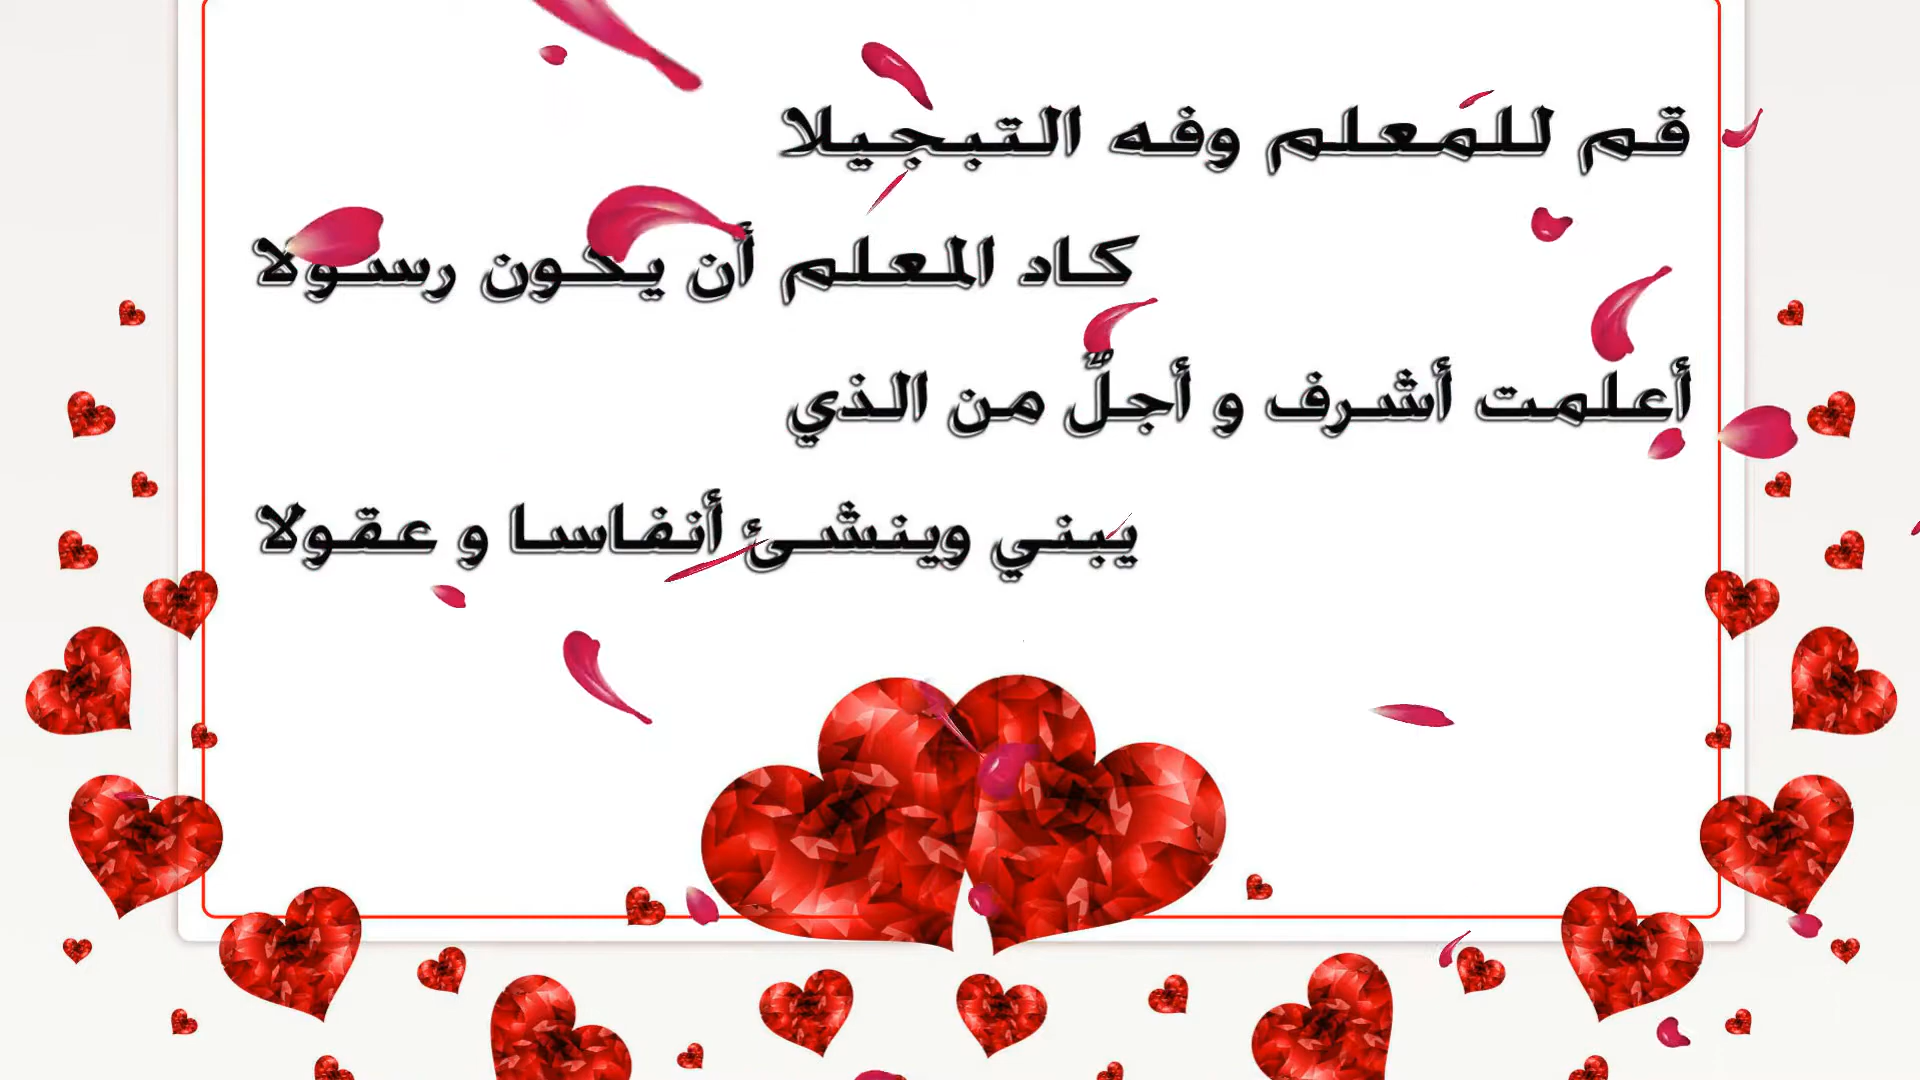 قم للمعلم وفه التبجيلا
كاد المعلم أن يكون رسولا
أعلمت أشرف و أجلٌ من الذي
يبني وينشئ أنفاسا و عقولا